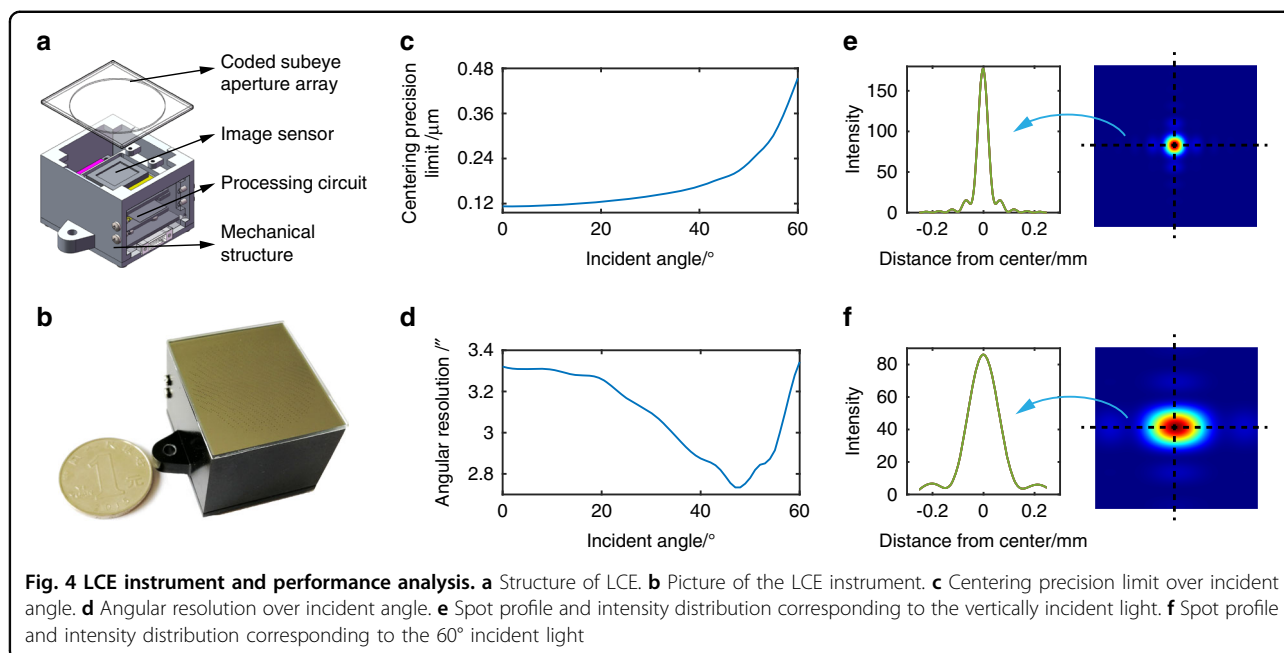 a
Coded subeye
aperture array
Image sensor
Processing circuit
Mechanical
structure
b
1
c
Centering precision
limit /μm
0.48
0.36
0.24
0.12
0
20
40
60
Incident angle/°
d
Angular resolution /″
3.4
3.2
3
2.8
0
20
40
60
Incident angle/°
e
Intensity
150
100
50
0
-0.2
0
0.2
Distance from center/mm
f
Intensity
80
60
40
20
0
-0.2
0
0.2
Distance from center/mm
Fig. 4 LCE instrument and performance analysis. a Structure of LCE. b Picture of the LCE instrument. c Centering precision limit over incident
angle. d Angular resolution over incident angle. e Spot profile and intensity distribution corresponding to the vertically incident light. f Spot profile
and intensity distribution corresponding to the 60° incident light